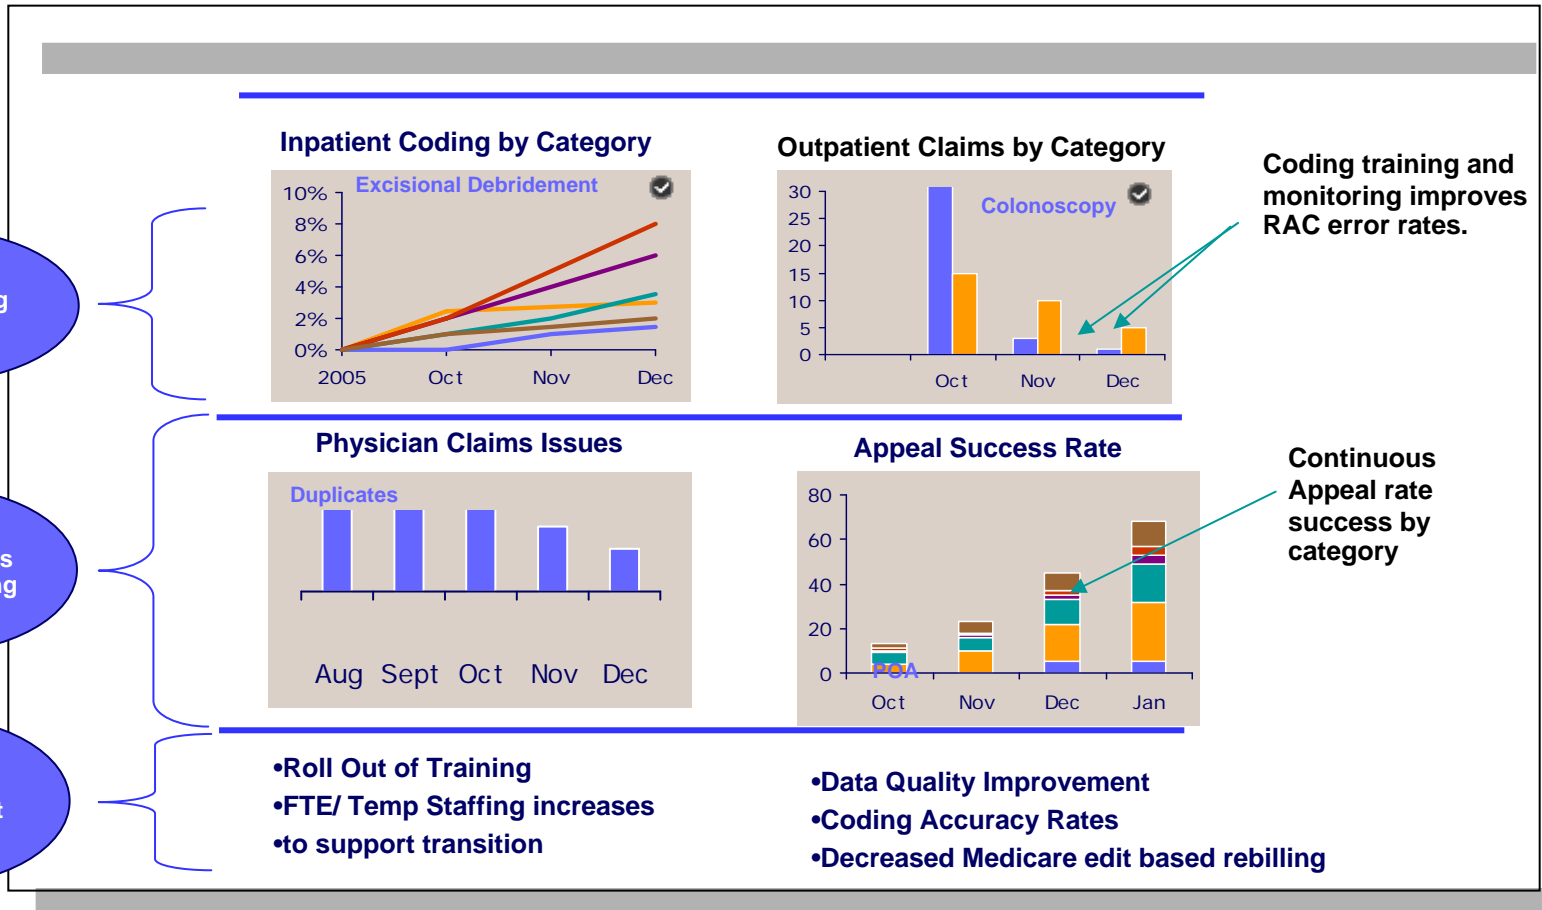 Inpatient Coding by Category
Excisional Debridement
10%
8%
6%
4%
2%
0%
2005 Oct Nov Dec
Outpatient Claims by Category
Colonoscopy
30
25
20
15
10
5
0
Oct Nov Dec
Coding training and
monitoring improves
RAC error rates.
Physician Claims Issues
Duplicates
Aug Sept Oct Nov Dec
Appeal Success Rate
80
60
40
20
0
POA
Oct Nov Dec Jan
Continuous
Appeal rate
success by
category
•Roll Out of Training
•FTE/ Temp Staffing increases
•to support transition
•Data Quality Improvement
•Coding Accuracy Rates
•Decreased Medicare edit based rebilling